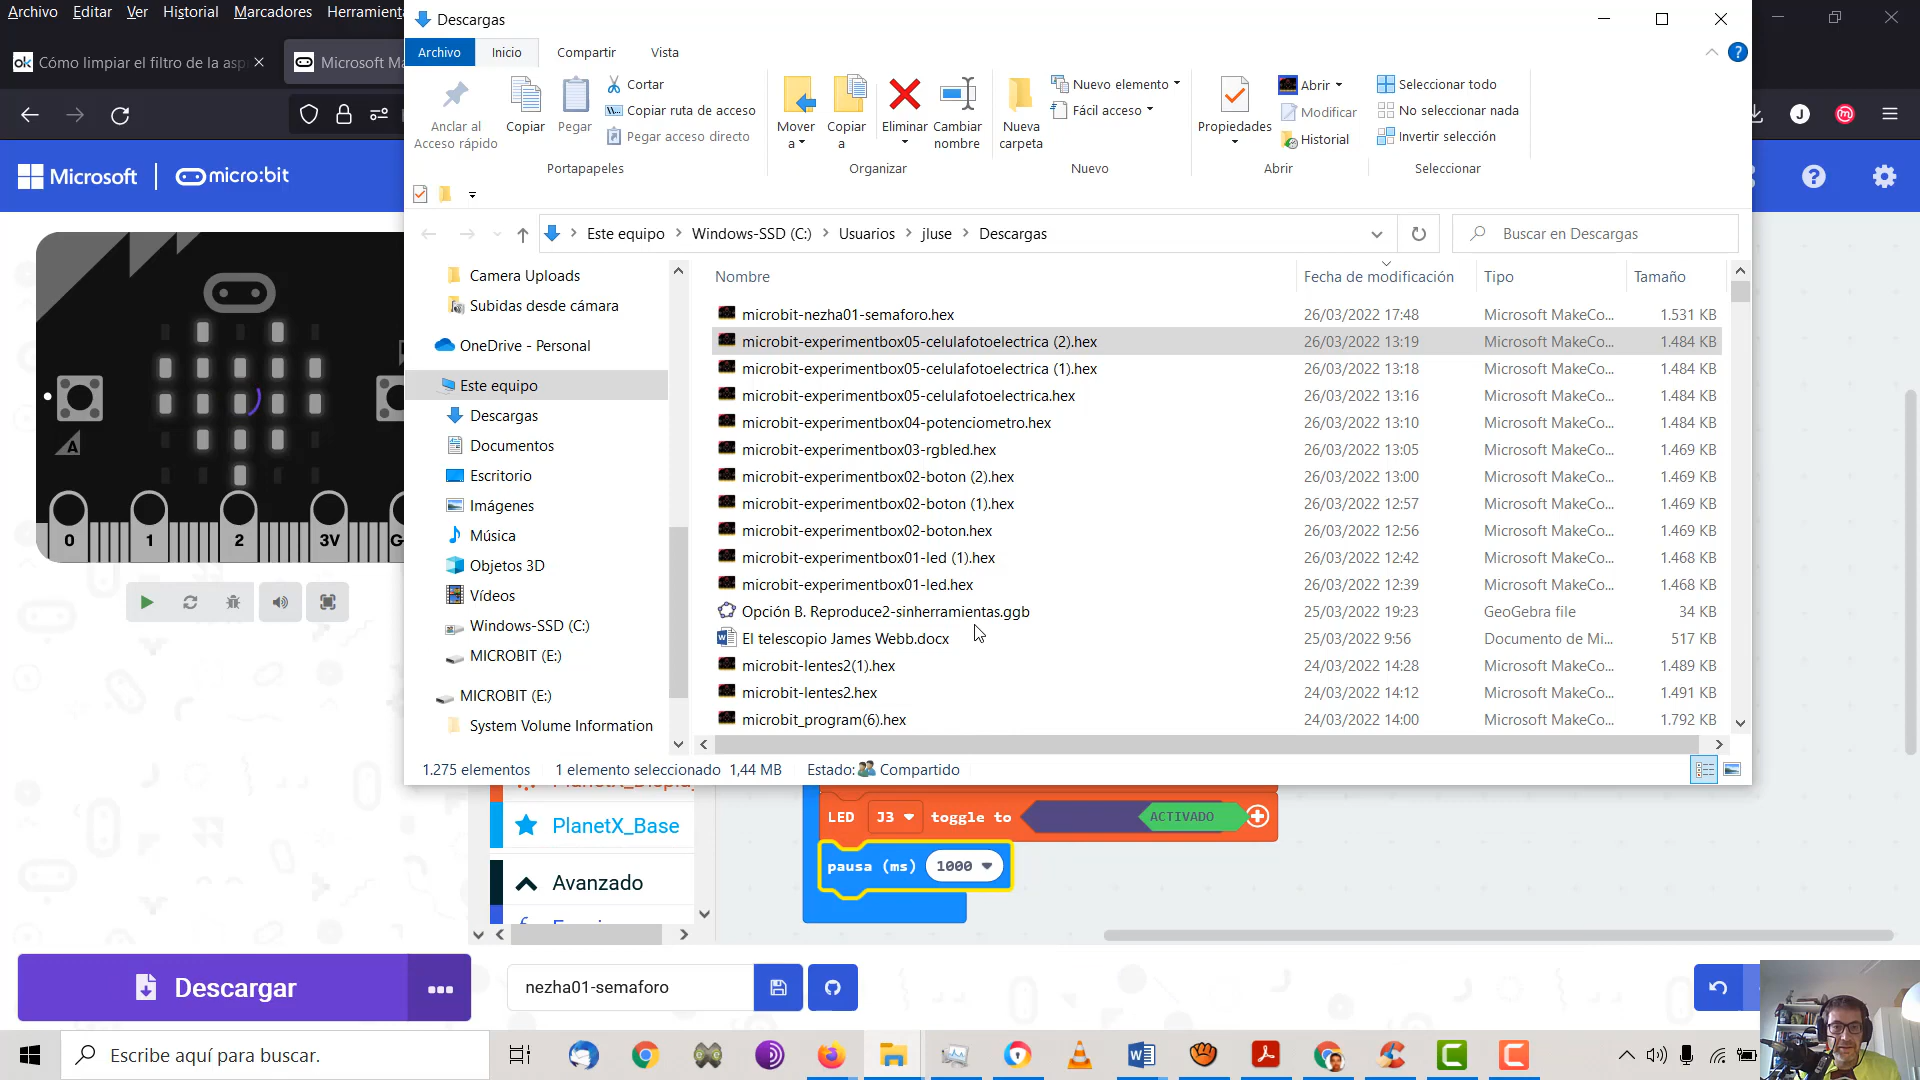 Archivo Editar Ver Historial Marcadores
Descargas
ok Cómo limpiar el filtro de la asp
Microsoft Ma
Archivo Inicio Compartir Vista
Anclar al
Acceso rápido
Copiar
Pegar
Cortar
Copiar ruta de acceso
Pegar acceso directo
Mover
a
Copiar
a
Eliminar
Cambiar
nombre
Nueva
carpeta
Nuevo elemento
Fácil acceso
Propiedades
Abrir
Modificar
Historial
Seleccionar todo
No seleccionar nada
Invertir selección
Portapapeles Organizar Nuevo Abrir Seleccionar
J
m
Microsoft micro:bit
Este equipo Windows-SSD (C:) Usuarios jluse Descargas
Buscar en Descargas
Camera Uploads
Subidas desde cámara
OneDrive - Personal
Este equipo
Descargas
Documentos
Escritorio
Imágenes
Música
Objetos 3D
Vídeos
Windows-SSD (C:)
MICROBIT (E:)
MICROBIT (E:)
System Volume Information
Nombre Fecha de modificación Tipo Tamaño
microbit-nezha01-semaforo.hex 26/03/2022 17:48 Microsoft MakeCo... 1.531 KB
microbit-experimentbox05-celulafotoelectrica (2).hex 26/03/2022 13:19 Microsoft MakeCo... 1.484 KB
microbit-experimentbox05-celulafotoelectrica (1).hex 26/03/2022 13:18 Microsoft MakeCo... 1.484 KB
microbit-experimentbox05-celulafotoelectrica.hex 26/03/2022 13:16 Microsoft MakeCo... 1.484 KB
microbit-experimentbox04-potenciometro.hex 26/03/2022 13:10 Microsoft MakeCo... 1.484 KB
microbit-experimentbox03-rgbled.hex 26/03/2022 13:05 Microsoft MakeCo... 1.469 KB
microbit-experimentbox02-boton (2).hex 26/03/2022 13:00 Microsoft MakeCo... 1.469 KB
microbit-experimentbox02-boton (1).hex 26/03/2022 12:57 Microsoft MakeCo... 1.469 KB
microbit-experimentbox02-boton.hex 26/03/2022 12:56 Microsoft MakeCo... 1.469 KB
microbit-experimentbox01-led (1).hex 26/03/2022 12:42 Microsoft MakeCo... 1.468 KB
microbit-experimentbox01-led.hex 26/03/2022 12:39 Microsoft MakeCo... 1.468 KB
Opción B. Reproduce2-sinherramientas.ggb 25/03/2022 19:23 GeoGebra file 34 KB
El telescopio James Webb.docx 25/03/2022 9:56 Documento de Mi... 517 KB
microbit-lentes2(1).hex 24/03/2022 14:28 Microsoft MakeCo... 1.489 KB
microbit-lentes2.hex 24/03/2022 14:12 Microsoft MakeCo... 1.491 KB
microbit_program(6).hex 24/03/2022 14:00 Microsoft MakeCo... 1.792 KB
1.275 elementos 1 elemento seleccionado 1,44 MB Estado: Compartido
A
0 1 2 3V G
PlanetX_Base
Avanzado
LED J3 toggle to ACTIVADO
pausa (ms) 1000
Descargar
nezha01-semaforo
Escribe aquí para buscar.